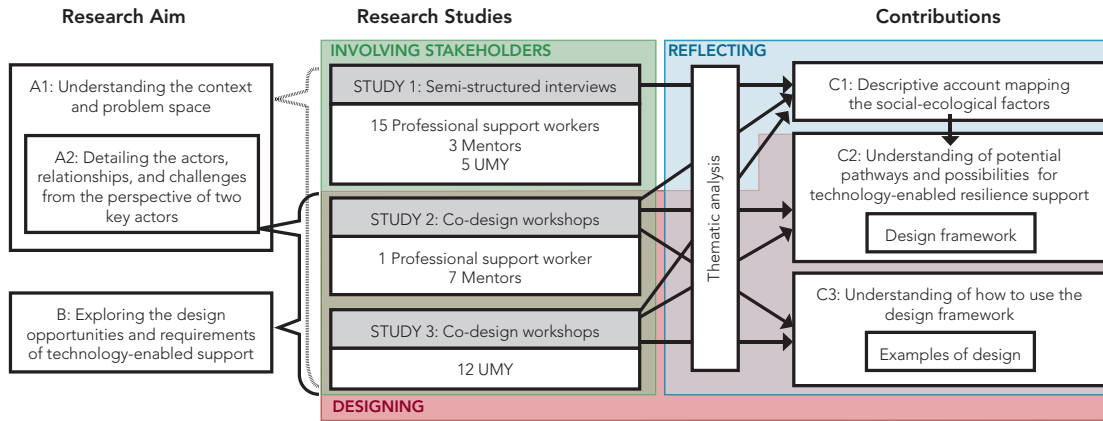 Research Aim
Research Studies
Contributions
A1: Understanding the context
and problem space
A2: Detailing the actors,
relationships, and challenges
from the perspective of two
key actors
B: Exploring the design
opportunities and requirements
of technology-enabled support
INVOLVING STAKEHOLDERS
STUDY 1: Semi-structured interviews
15 Professional support workers
3 Mentors
5 UMY
STUDY 2: Co-design workshops
1 Professional support worker
7 Mentors
STUDY 3: Co-design workshops
12 UMY
DESIGNING
REFLECTING
Thematic analysis
C1: Descriptive account mapping
the social-ecological factors
C2: Understanding of potential
pathways and possibilities for
technology-enabled resilience support
Design framework
C3: Understanding of how to use the
design framework
Examples of design